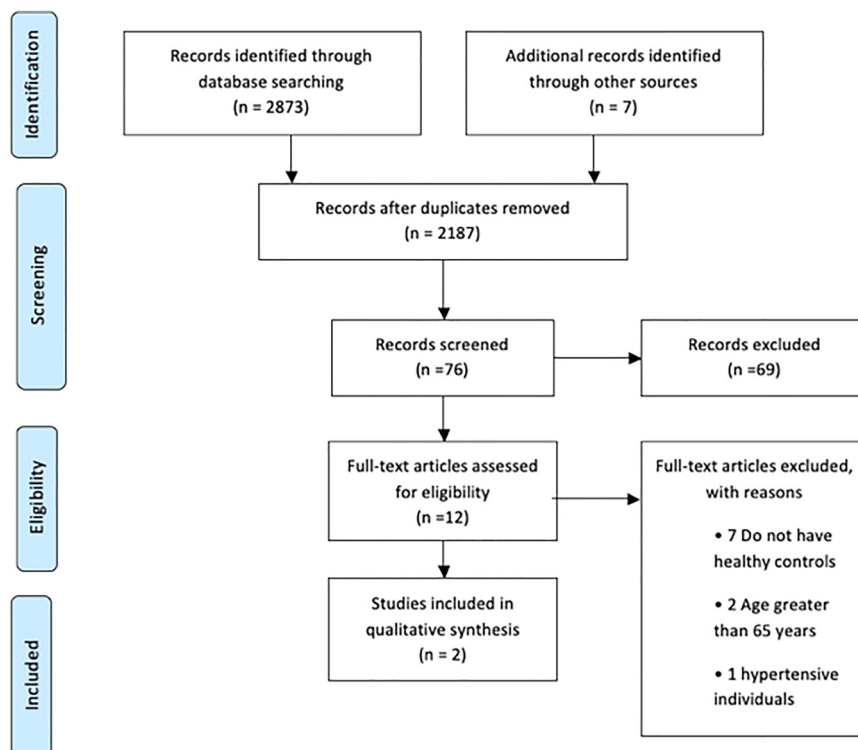 Identification
Records identified through
database searching
(n = 2873)
Additional records identified
through other sources
(n = 7)
Screening
Records after duplicates removed
(n = 2187)
Records screened
(n =76)
Records excluded
(n =69)
Eligibility
Full-text articles assessed
for eligibility
(n =12)
Full-text articles excluded,
with reasons
• 7 Do not have
healthy controls
• 2 Age greater
than 65 years
• 1 hypertensive
individuals
Included
Studies included in
qualitative synthesis
(n = 2)